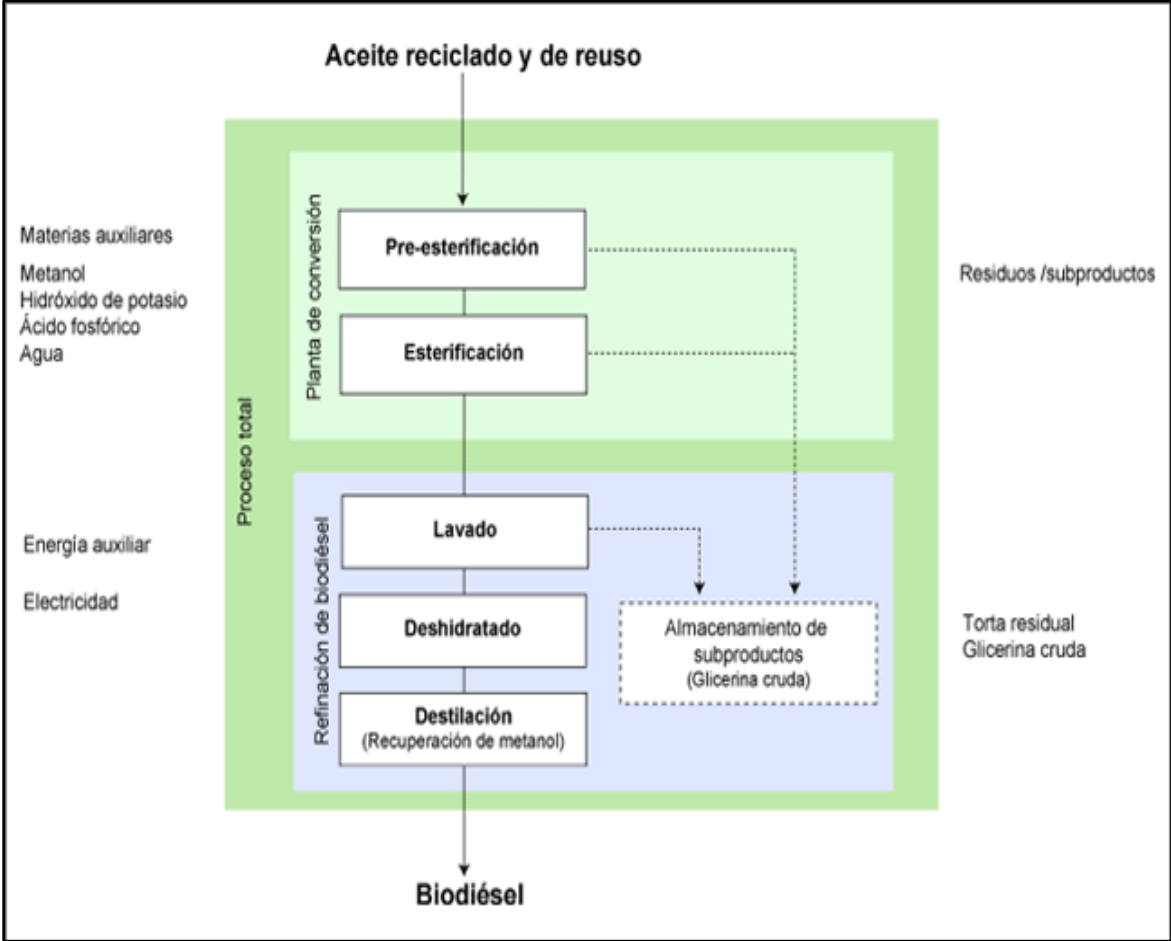 Aceite reciclado y de reuso
Materias auxiliares
Metanol
Hidróxido de potasio
Ácido fosfórico
Agua
Energía auxiliar
Electricidad
Proceso total
Planta de conversión
Pre-esterificación
Esterificación
Refinación de biodiésel
Lavado
Deshidratado
Destilación
(Recuperación de metanol)
Almacenamiento de
subproductos
(Glicerina cruda)
Residuos /subproductos
Torta residual
Glicerina cruda
Biodiésel